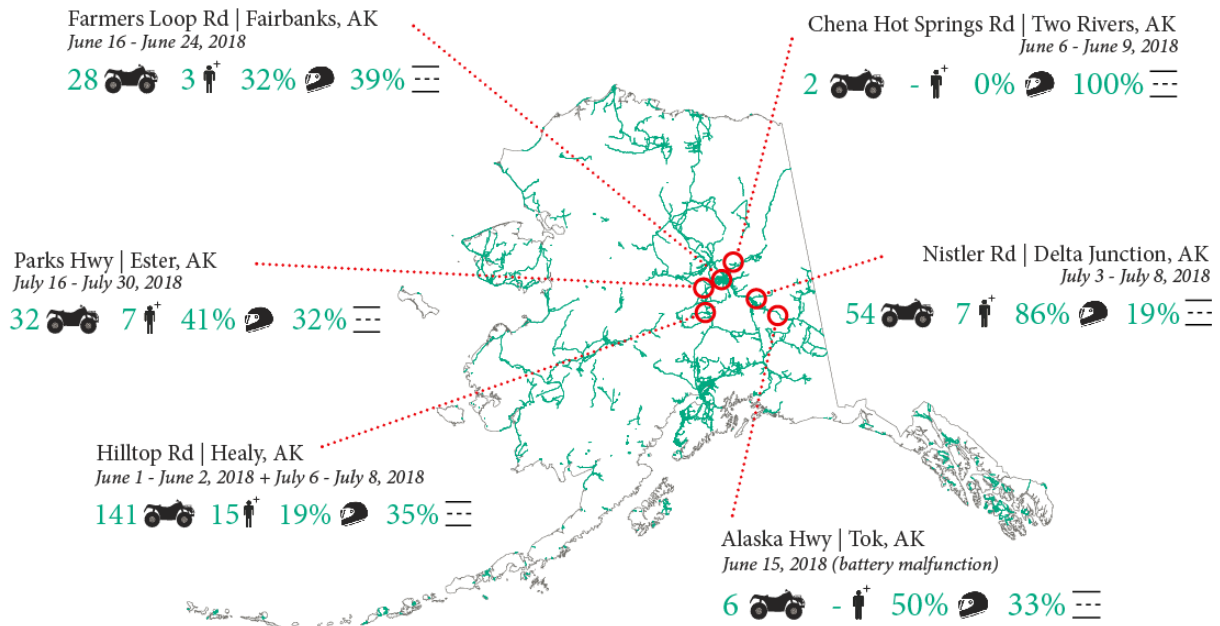 Farmers Loop Rd | Fairbanks, AK
June 16 - June 24, 2018
28 3 + 32% 39%
Chena Hot Springs Rd | Two Rivers, AK
June 6 - June 9, 2018
2 - + 0% 100%
Parks Hwy | Ester, AK
July 16 - July 30, 2018
32 7 + 41% 32%
Nistler Rd | Delta Junction, AK
July 3 - July 8, 2018
54 7 + 86% 19%
Hilltop Rd | Healy, AK
June 1 - June 2, 2018 + July 6 - July 8, 2018
141 15 + 19% 35%
Alaska Hwy | Tok, AK
June 15, 2018 (battery malfunction)
6 - + 50% 33%